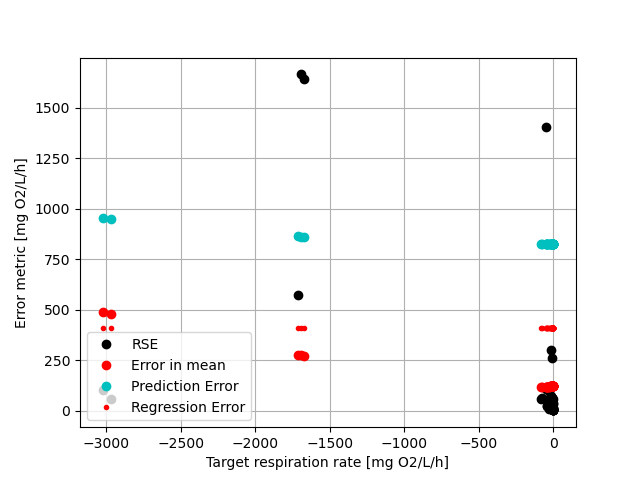 1500
1250
1000
750
500
250
0
Error metric [mg O2/L/h]
RSE
Error in mean
Prediction Error
Regression Error
−3000 −2500 −2000 −1500 −1000 −500 0
Target respiration rate [mg O2/L/h]